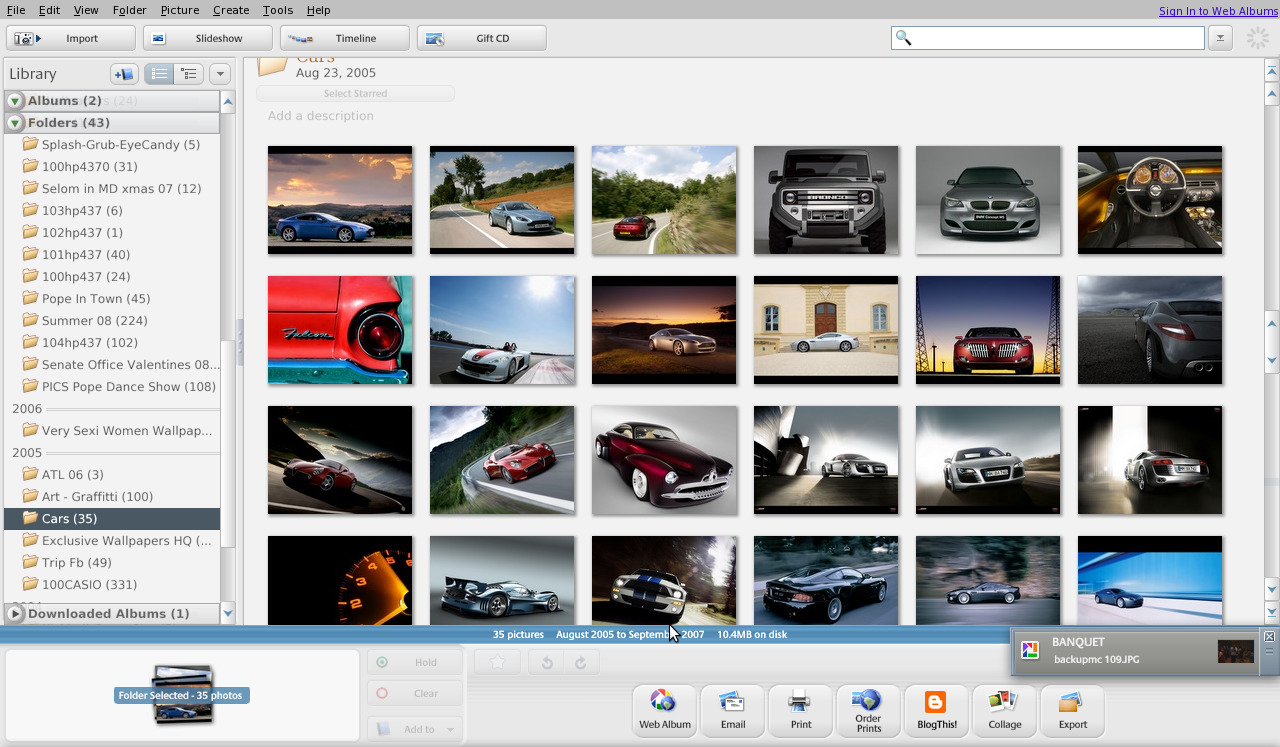 File Edit View Folder Picture Create Tools Help
Sign In to Web Albums
Import
Slideshow
Timeline
Gift CD
Library
Albums (2)
Folders (43)
Splash-Grub-EyeCandy (5)
100hp4370 (31)
Selom in MD xmas 07 (12)
103hp437 (6)
102hp437 (1)
101hp437 (40)
100hp437 (24)
Pope In Town (45)
Summer 08 (224)
104hp437 (102)
Senate Office Valentines 08...
PICS Pope Dance Show (108)
2006
Very Sexi Women Wallpap...
2005
ATL 06 (3)
Art - Graffitti (100)
Cars (35)
Exclusive Wallpapers HQ (...
Trip Fb (49)
100CASIO (331)
Downloaded Albums (1)
Cars
Aug 23, 2005
Select Starred
Add a description
BRONCO
Falcon
2 3 4 5
35 pictures August 2005 to September 2007 10.4MB on disk
BANQUET
backupmc 109.JPG
Folder Selected - 35 photos
Hold
Clear
Add to
Web Album
Email
Print
Order
Prints
BlogThis!
Collage
Export